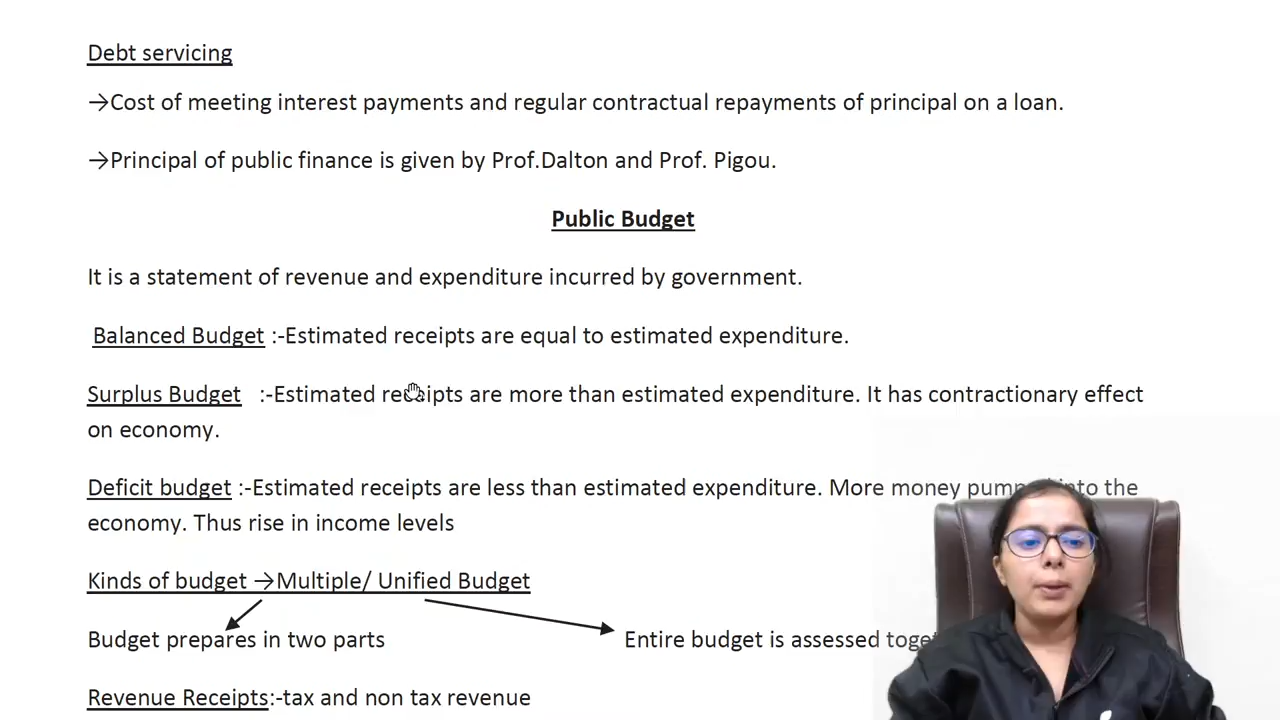 Debt servicing
→Cost of meeting interest payments and regular contractual repayments of principal on a loan.
→Principal of public finance is given by Prof.Dalton and Prof. Pigou.
Public Budget
It is a statement of revenue and expenditure incurred by government.
Balanced Budget :-Estimated receipts are equal to estimated expenditure.
Surplus Budget :-Estimated receipts are more than estimated expenditure. It has contractionary effect
on economy.
Deficit budget :-Estimated receipts are less than estimated expenditure. More money into the
economy. Thus rise in income levels
Kinds of budget →Multiple/ Unified Budget
Budget prepares in two parts Entire budget is assessed
Revenue Receipts:-tax and non tax revenue